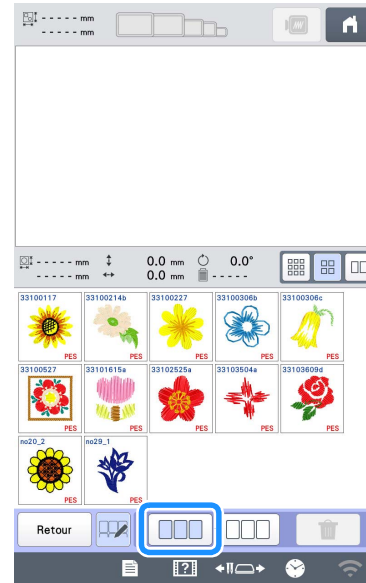 - - - - - mm
- - - - - mm
- - - - - mm 0.0 mm 0.0°
- - - - - mm 0.0 mm - - - - -
33100117 33100214b 33100227 33100306b 33100306c
PES PES PES PES PES
33100527 33101615a 33102525a 33103504a 33103609d
PES PES PES PES PES
no20_2 no29_1
PES PES
Retour